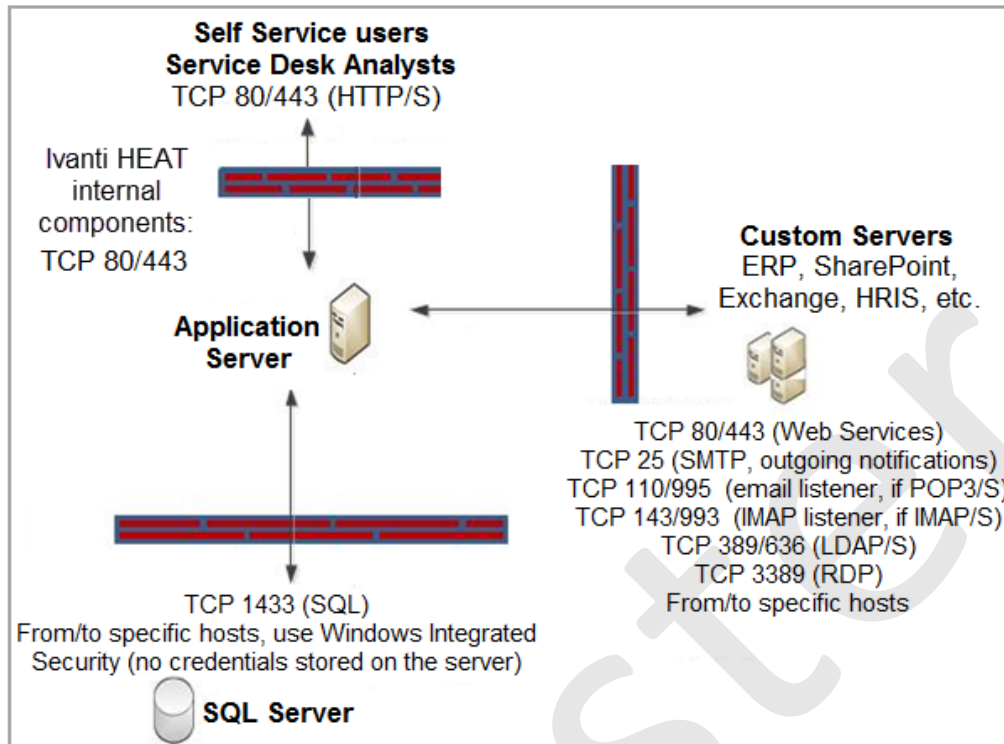 Self Service users
Service Desk Analysts
TCP 80/443 (HTTP/S)
Ivanti HEAT
internal
components:
TCP 80/443
Application
Server
Custom Servers
ERP, SharePoint,
Exchange, HRIS, etc.
TCP 80/443 (Web Services)
TCP 25 (SMTP, outgoing notifications)
TCP 110/995 (email listener, if POP3/S)
TCP 143/993 (IMAP listener, if IMAP/S)
TCP 389/636 (LDAP/S)
TCP 3389 (RDP)
From/to specific hosts
TCP 1433 (SQL)
From/to specific hosts, use Windows Integrated
Security (no credentials stored on the server)
SQL Server
ster